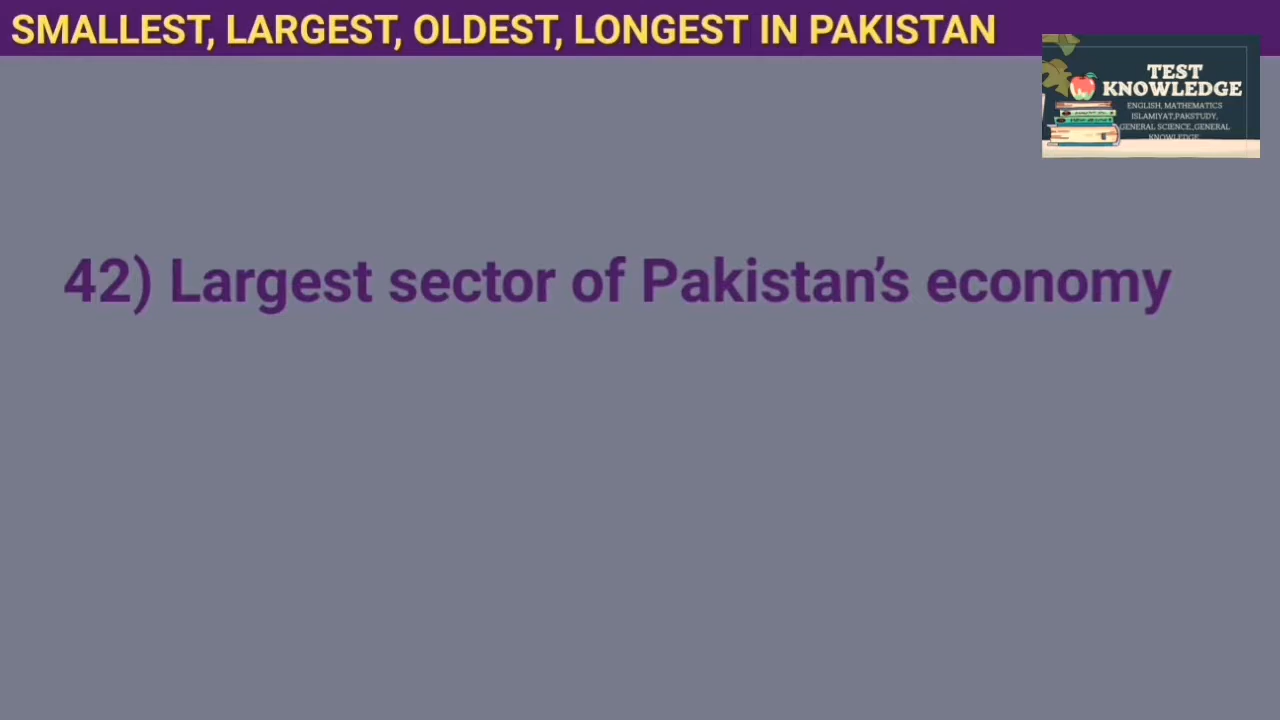 SMALLEST, LARGEST, OLDEST, LONGEST IN PAKISTAN
TEST
KNOWLEDGE
ENGLISH, MATHEMATICS
ISLAMIYAT,PAKSTUDY,
GENERAL SCIENCE,GENERAL
KNOWLEDGE
42) Largest sector of Pakistan’s economy